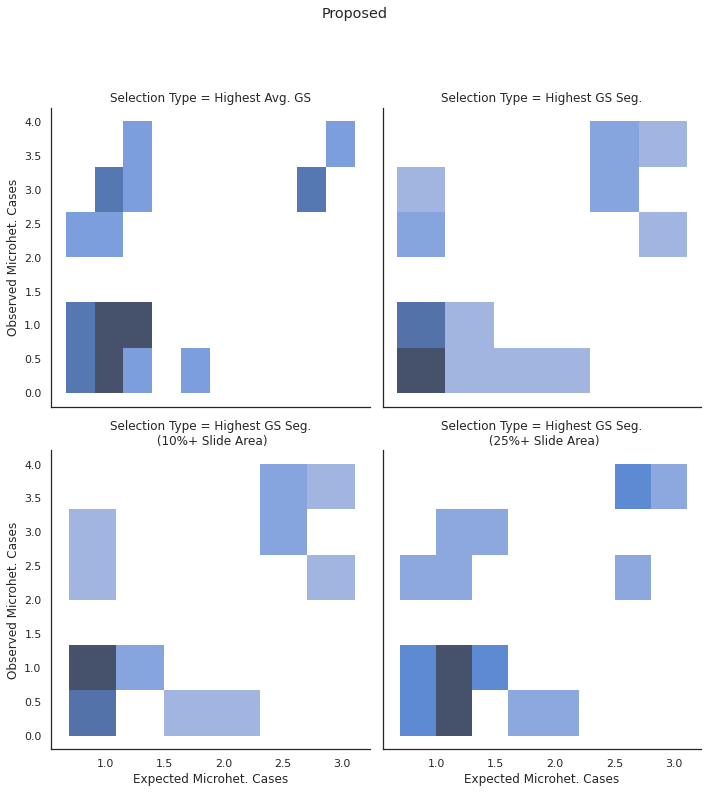 Proposed
Selection Type = Highest Avg. GS
Selection Type = Highest GS Seg.
4.0
3.5
3.0
2.5
2.0
1.5
1.0
0.5
0.0
Observed Microhet. Cases
Selection Type = Highest GS Seg.
(10%+ Slide Area)
Selection Type = Highest GS Seg.
(25%+ Slide Area)
4.0
3.5
3.0
2.5
2.0
1.5
1.0
0.5
0.0
Observed Microhet. Cases
1.0 1.5 2.0 2.5 3.0
Expected Microhet. Cases
1.0 1.5 2.0 2.5 3.0
Expected Microhet. Cases